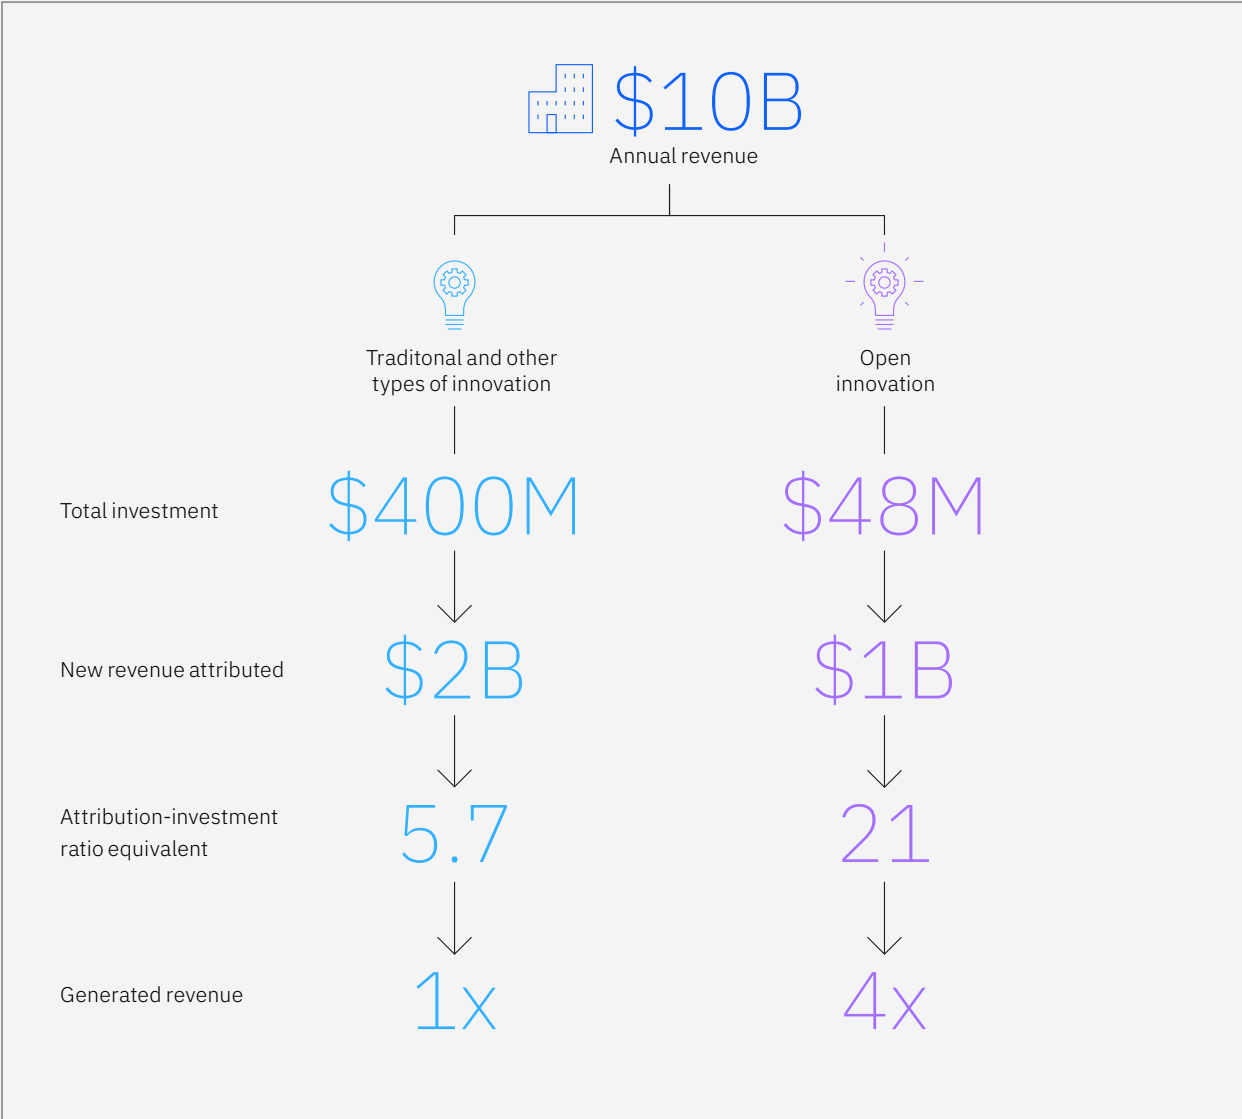 $10B
Annual revenue
Traditonal and other
types of innovation
Open
innovation
Total investment
$400M
$48M
New revenue attributed
$2B
$1B
Attribution-investment
ratio equivalent
5.7
21
Generated revenue
1x
4x